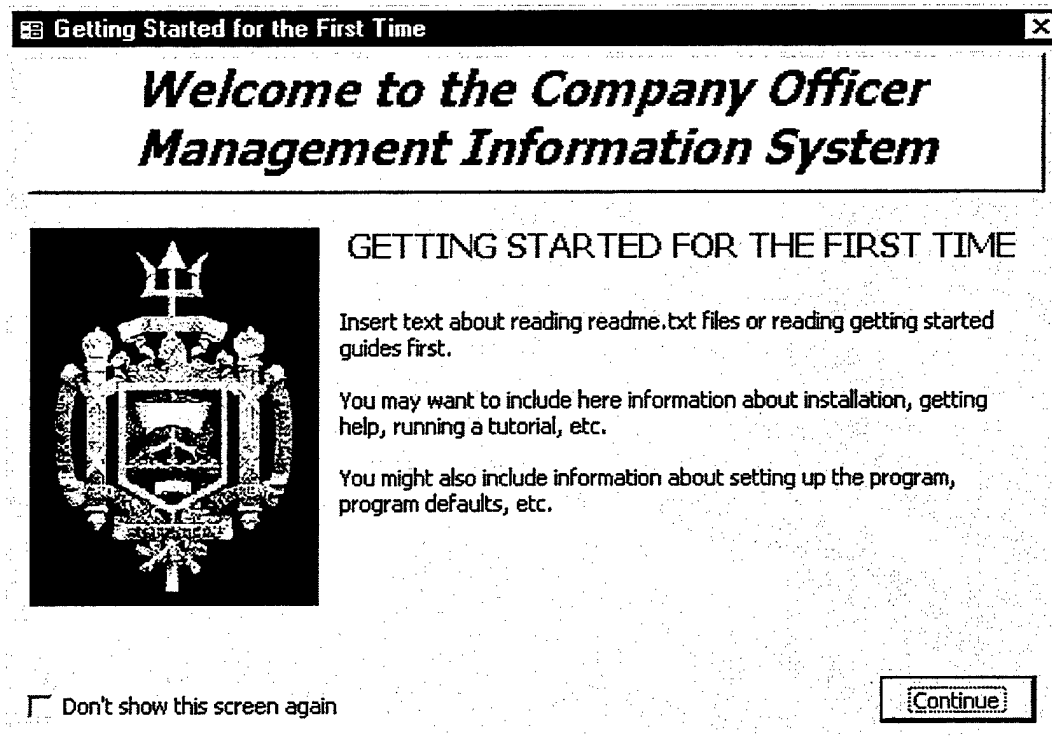 Getting Started for the First Time
Welcome to the Company Officer
Management Information System
GETTING STARTED FOR THE FIRST TIME
Insert text about reading readme.txt files or reading getting started
guides first.
You may want to include here information about installation, getting
help, running a tutorial, etc.
You might also include information about setting up the program,
program defaults, etc.
Don't show this screen again
Continue